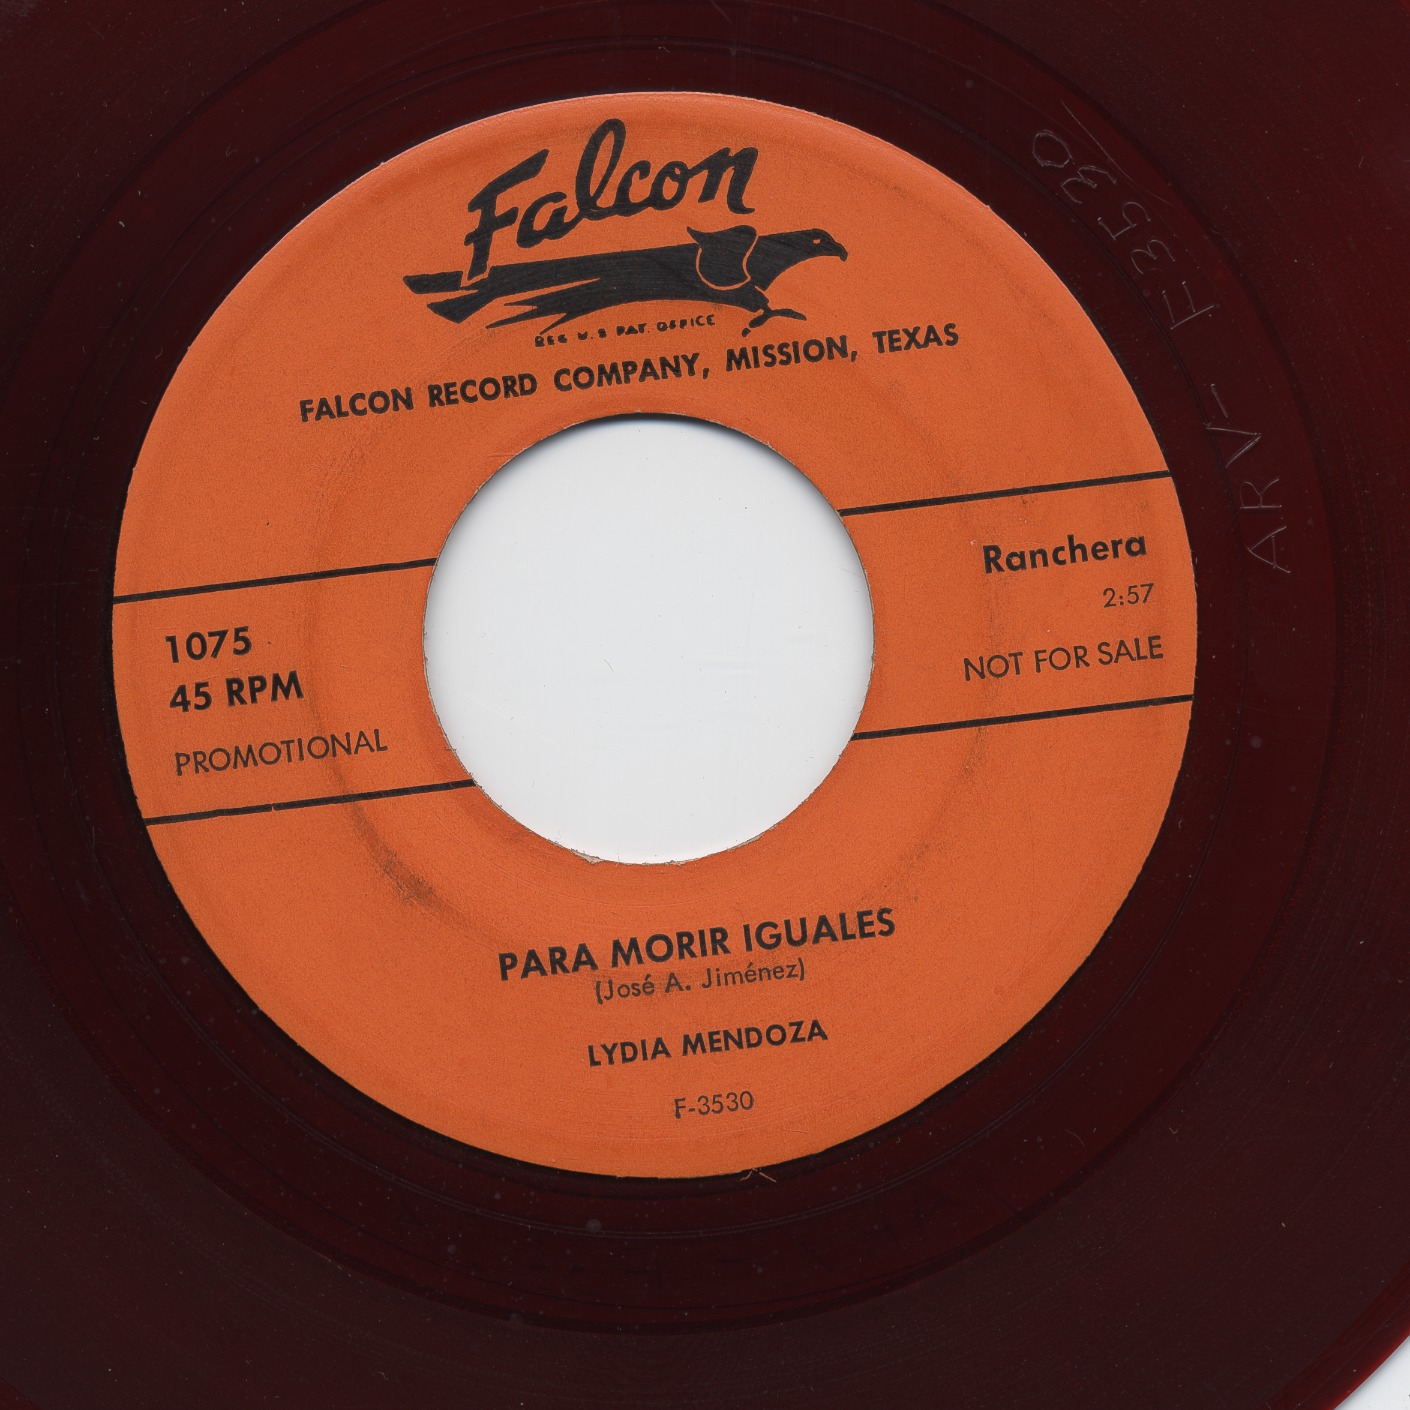 Falcon
REG U.S PAT. OFFICE
FALCON RECORD COMPANY, MISSION, TEXAS
1075
45 RPM
PROMOTIONAL
Ranchera
2:57
NOT FOR SALE
PARA MORIR IGUALES
(José A. Jiménez)
LYDIA MENDOZA
F-3530
ARV-F3530